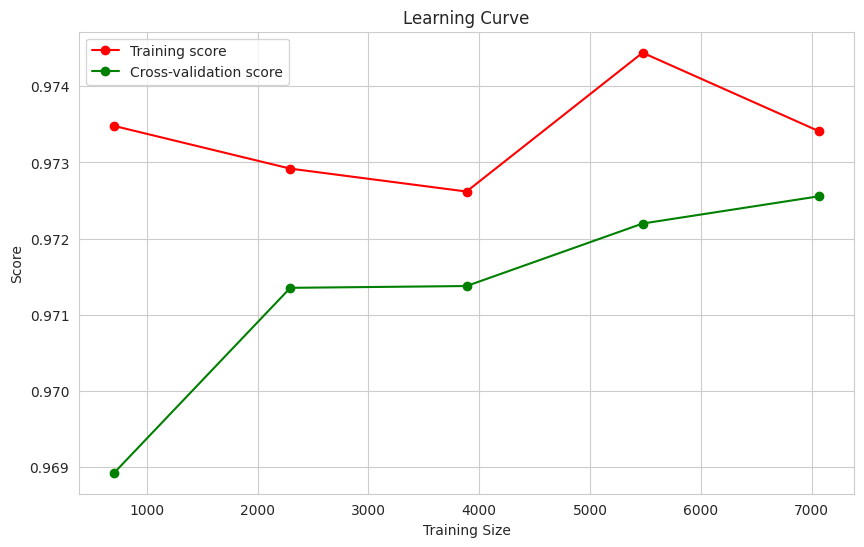 Learning Curve
Training score
Cross-validation score
0.974
0.973
0.972
0.971
0.970
0.969
Score
1000 2000 3000 4000 5000 6000 7000
Training Size